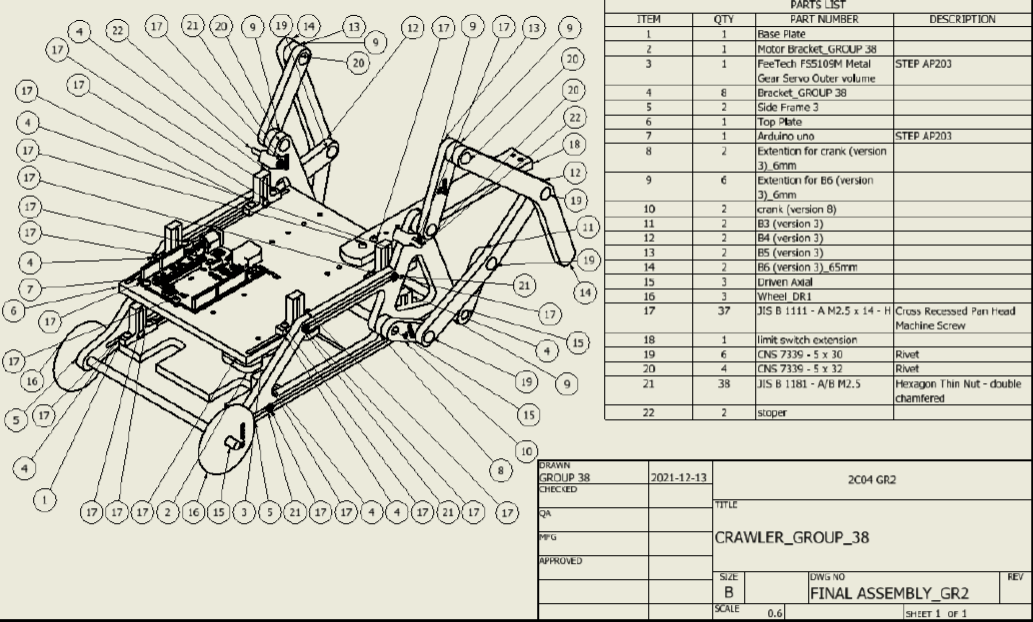 PARTS LIST
ITEM QTY PART NUMBER DESCRIPTION
1 1 Base Plate
2 1 Motor Bracket_GROUP 38
3 1 FeeTech FS5109M Metal Gear Servo Outer volume STEP AP203
4 8 Bracket_GROUP 38
5 2 Side Frame 3
6 1 Top Plate
7 1 Arduino uno STEP AP203
8 2 Extention for crank (version 3)_6mm
9 6 Extention for B6 (version 3)_6mm
10 2 crank (version 8)
11 2 B3 (version 3)
12 2 B4 (version 3)
13 2 B5 (version 3)
14 2 B6 (version 3)_65mm
15 3 Driven Axial
16 3 Wheel_DR1
17 37 JIS B 1111 - A M2.5 x 14 - H Cross Recessed Pan Head Machine Screw
18 1 limit switch extension
19 6 CNS 7339 - 5 x 30 Rivet
20 4 CNS 7339 - 5 x 32 Rivet
21 38 JIS B 1181 - A/B M2.5 Hexagon Thin Nut - double chamfered
22 2 stoper
4 22 17 21 20 9 19 14 13 9 12 17 9 17 13 9
17
20
20
17
20
4
22
17
18
17
12
17
19
17
11
4
19
7
21
14
6
17
17
15
17
4
16
19
9
5
17
15
10
4
8
1
17 17 17 2 16 15 3 5 21 17 17 4 4 17 21 17 17
DRAWN
GROUP 38 2021-12-13
CHECKED
QA
MFG
APPROVED
2C04 GR2
TITLE
CRAWLER_GROUP_38
SIZE
B
DWG NO
FINAL ASSEMBLY_GR2
REV
SCALE 0.6
SHEET 1 OF 1